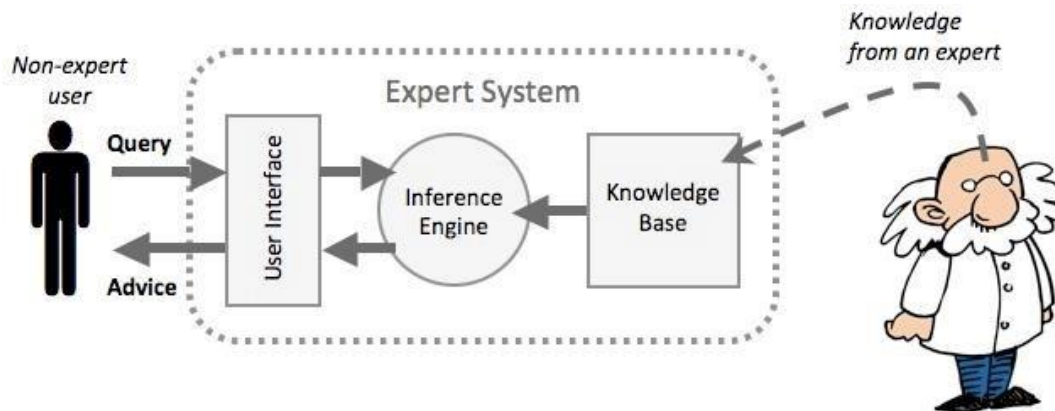 Knowledge
from an expert
Non-expert
user
Expert System
Query
User Interface
Inference
Engine
Knowledge
Base
Advice